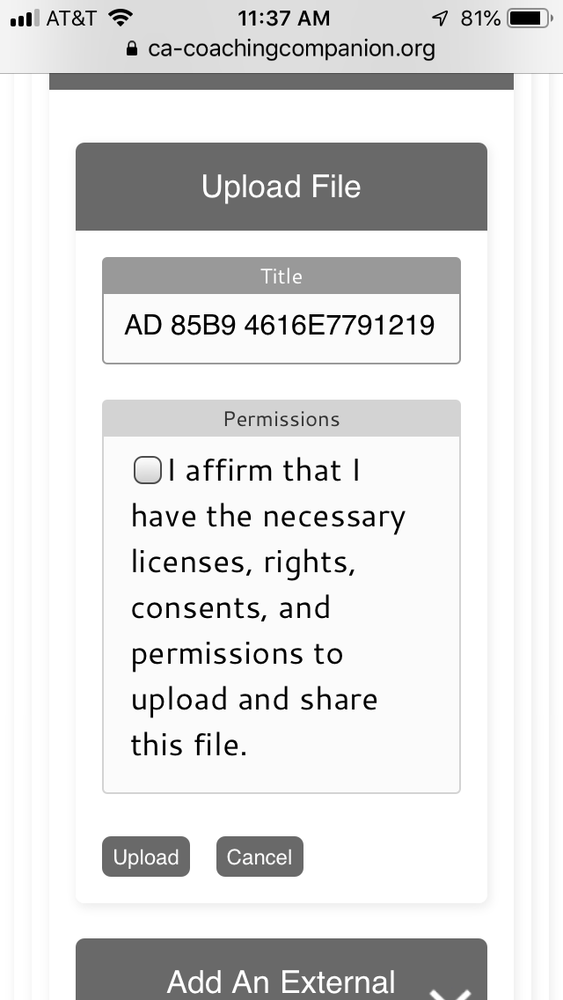 AT&T 11:37 AM 81%
ca-coachingcompanion.org
Upload File
Title
AD 85B9 4616E7791219
Permissions
I affirm that I
have the necessary
licenses, rights,
consents, and
permissions to
upload and share
this file.
Upload Cancel
Add An External